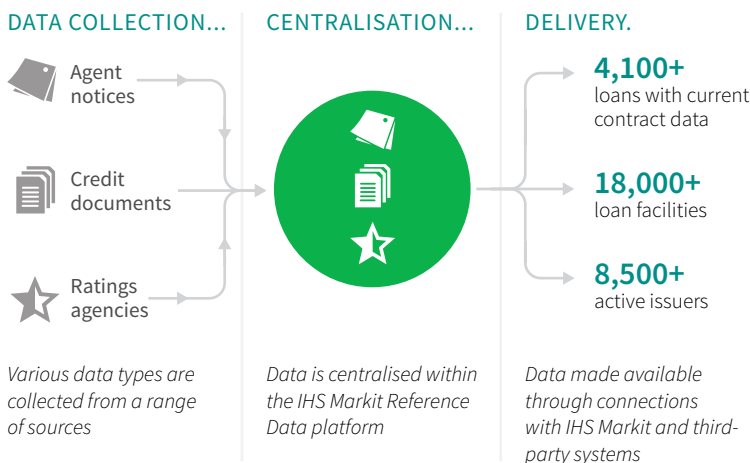 DATA COLLECTION...
Agent
notices
Credit
documents
Ratings
agencies
Various data types are
collected from a range
of sources
CENTRALISATION...
Data is centralised within
the IHS Markit Reference
Data platform
DELIVERY.
4,100+
loans with current
contract data
18,000+
loan facilities
8,500+
active issuers
Data made available
through connections
with IHS Markit and third-
party systems